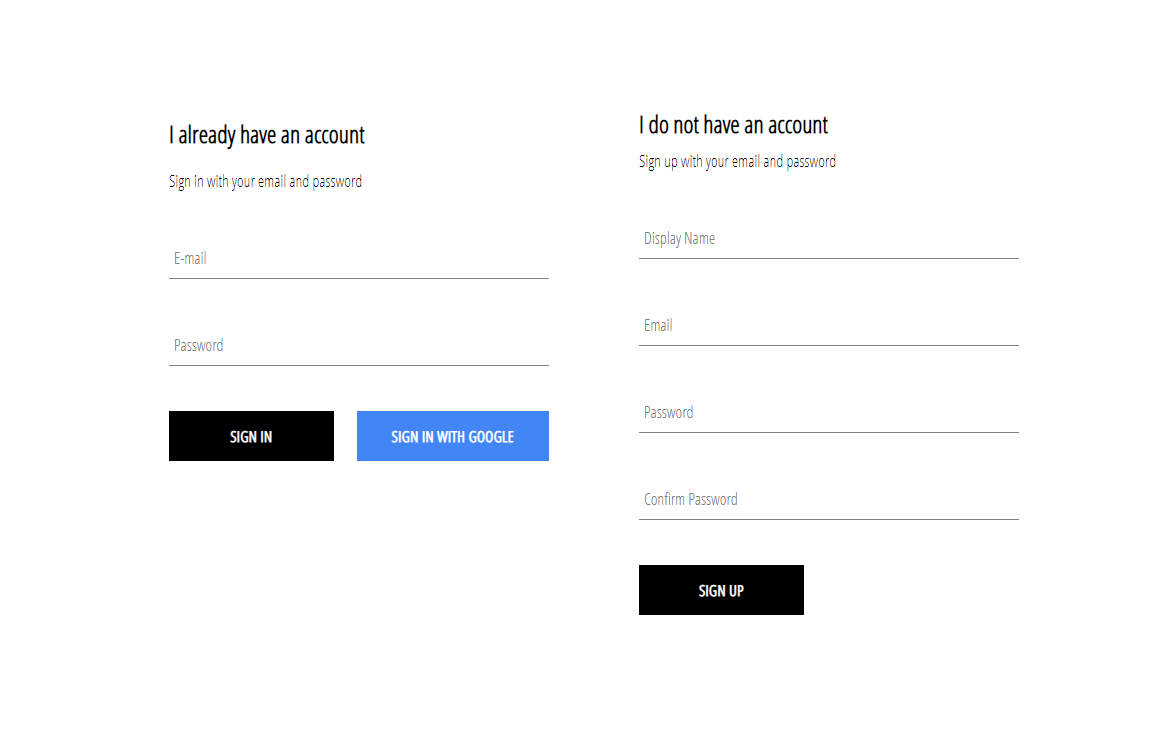 I already have an account
Sign in with your email and password
E-mail
Password
SIGN IN
SIGN IN WITH GOOGLE
I do not have an account
Sign up with your email and password
Display Name
Email
Password
Confirm Password
SIGN UP